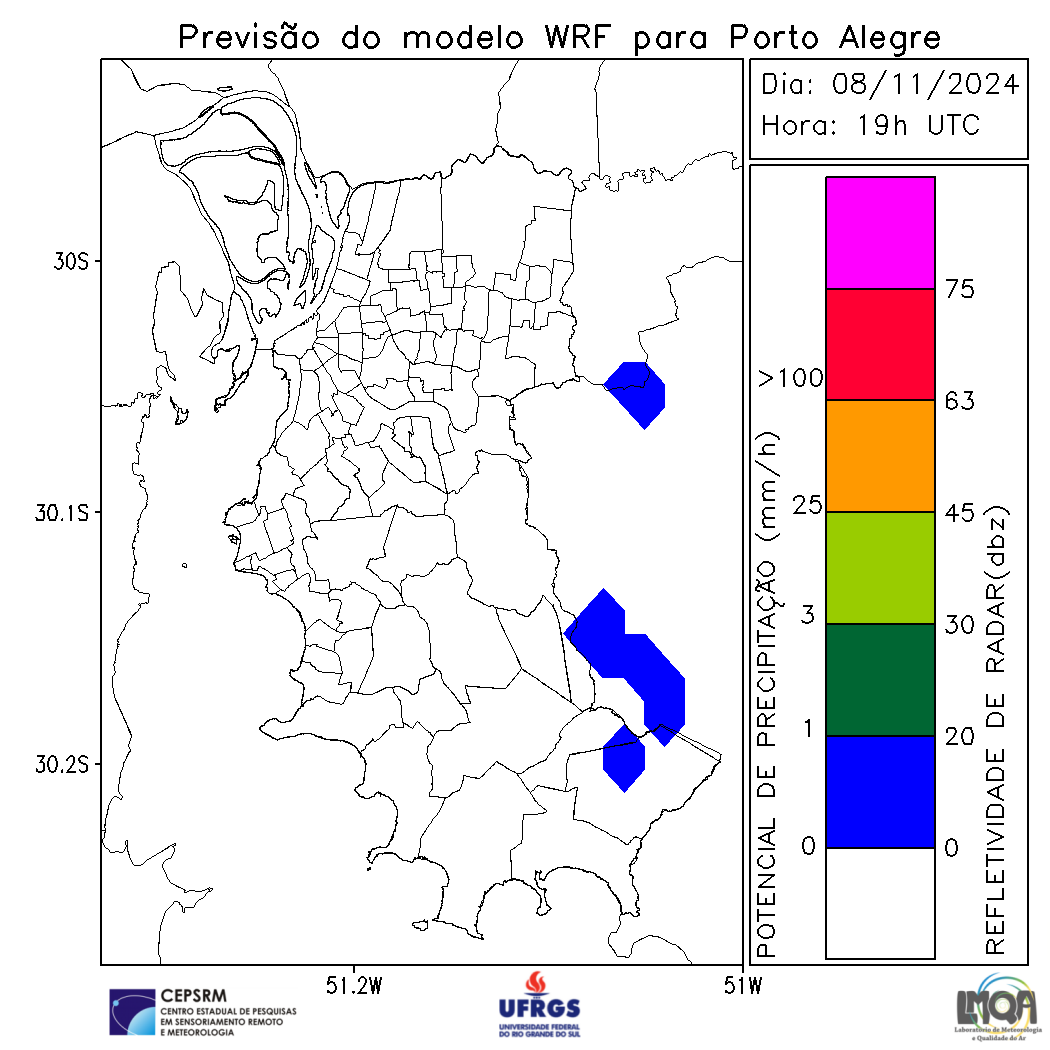 Previsão do modelo WRF para Porto Alegre
Dia: 08/11/2024
Hora: 19h UTC
30S
30.1S
30.2S
51.2W
51W
POTENCIAL DE PRECIPITAÇÃO (mm/h)
>100
25
3
1
0
75
63
45
30
20
0
REFLETIVIDADE DE RADAR(dbz)
CEPSRM
CENTRO ESTADUAL DE PESQUISAS
EM SENSORIAMENTO REMOTO
E METEOROLOGIA
UFRGS
UNIVERSIDADE FEDERAL
DO RIO GRANDE DO SUL
LMQA
Laboratório de Meteorologia
e Qualidade do Ar